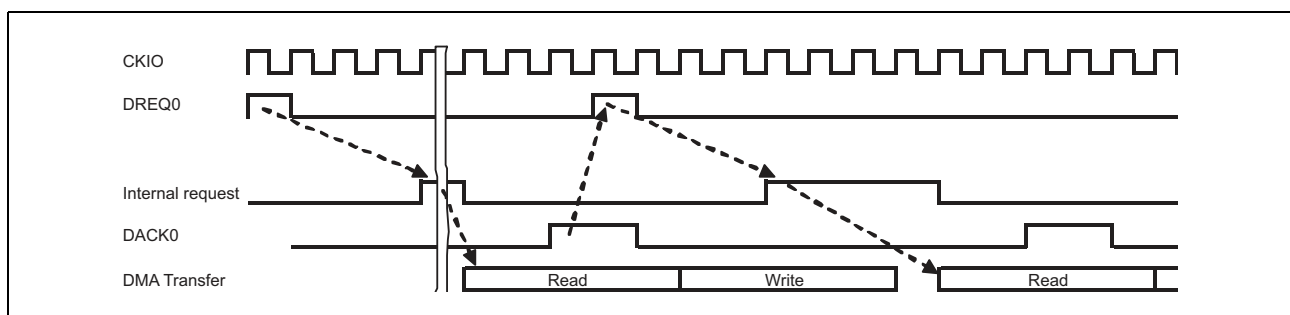 CKIO
DREQ0
Internal request
DACK0
DMA Transfer Read Write Read